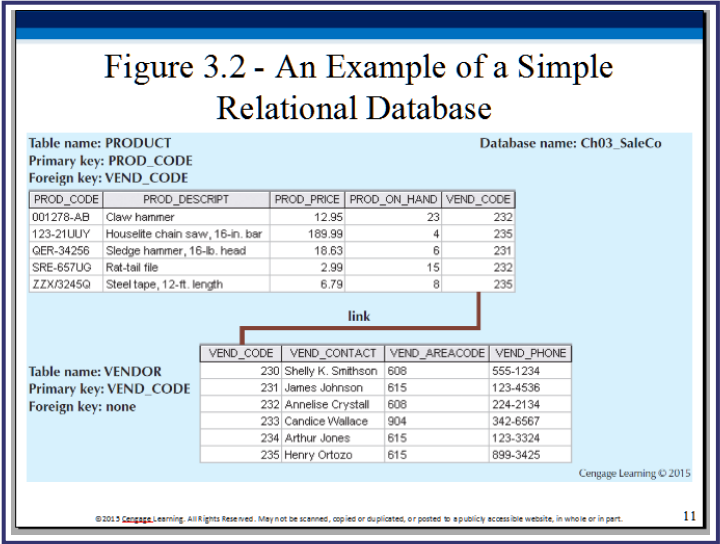 Figure 3.2 - An Example of a Simple
Relational Database
Table name: PRODUCT Database name: Ch03_SaleCo
Primary key: PROD_CODE
Foreign key: VEND_CODE
PROD_CODE PROD_DESCRIPT PROD_PRICE PROD_ON_HAND VEND_CODE
001278-AB Claw hammer 12.95 23 232
123-21UUY Houselite chain saw, 16-in. bar 189.99 4 235
QER-34256 Sledge hammer, 16-lb. head 18.63 6 231
SRE-657UG Rat-tail file 2.99 15 232
ZZX/3245Q Steel tape, 12-ft. length 6.79 8 235
link
VEND_CODE VEND_CONTACT VEND_AREACODE VEND_PHONE
230 Shelly K. Smithson 608 555-1234
Table name: VENDOR 231 James Johnson 615 123-4536
Primary key: VEND_CODE 232 Annelise Crystall 608 224-2134
Foreign key: none 233 Candice Wallace 904 342-6567
234 Arthur Jones 615 123-3324
235 Henry Ortozo 615 899-3425
Cengage Learning © 2015
©2015 Cengage Learning. All Rights Reserved. May not be scanned, copied or duplicated, or posted to a publicly accessible website, in whole or in part. 11